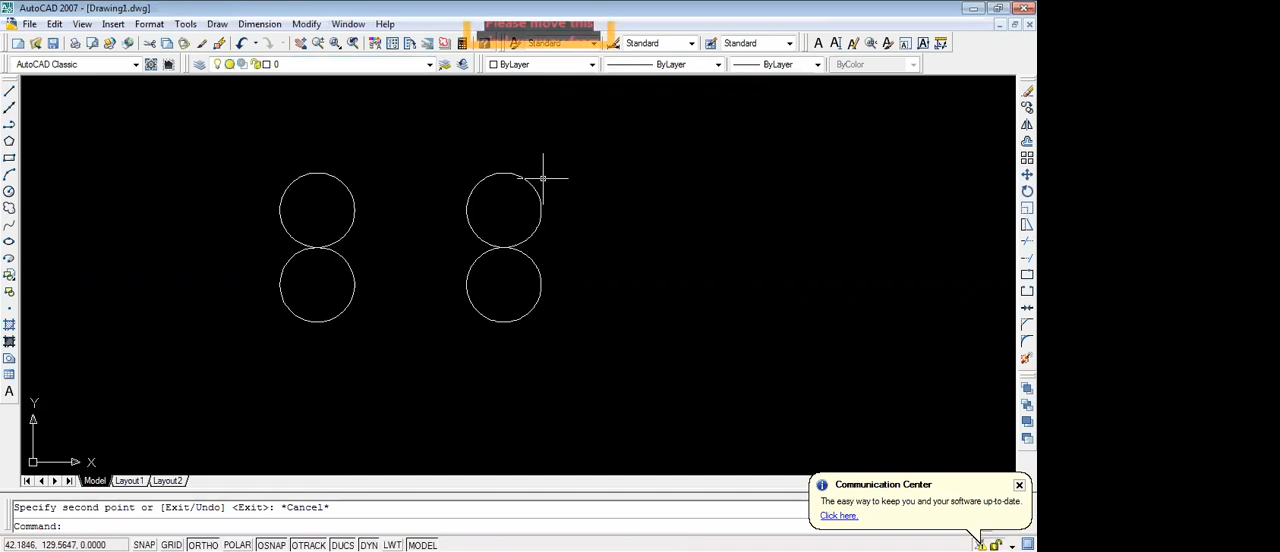 AutoCAD 2007 - [Drawing1.dwg]
File Edit View Insert Format Tools Draw Dimension Modify Window Help
Please move this
Standard Standard Standard
AutoCAD Classic 0 ByLayer ByLayer ByLayer ByColor
Y
X
Model Layout1 Layout2
Communication Center
The easy way to keep you and your software up-to-date.
Click here.
Specify second point or [Exit/Undo] <Exit>: *Cancel*
Command:
42.1846, 129.5647, 0.0000 SNAP GRID ORTHO POLAR OSNAP OTRACK DUCS DYN LWT MODEL